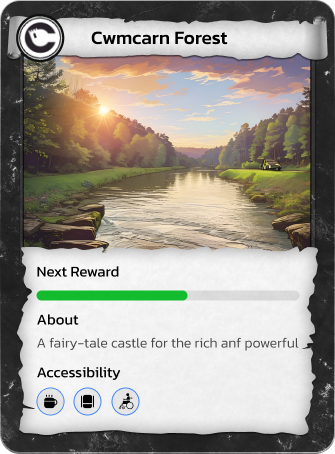 Cwmcarn Forest
Next Reward
About
A fairy-tale castle for the rich anf powerful
Accessibility